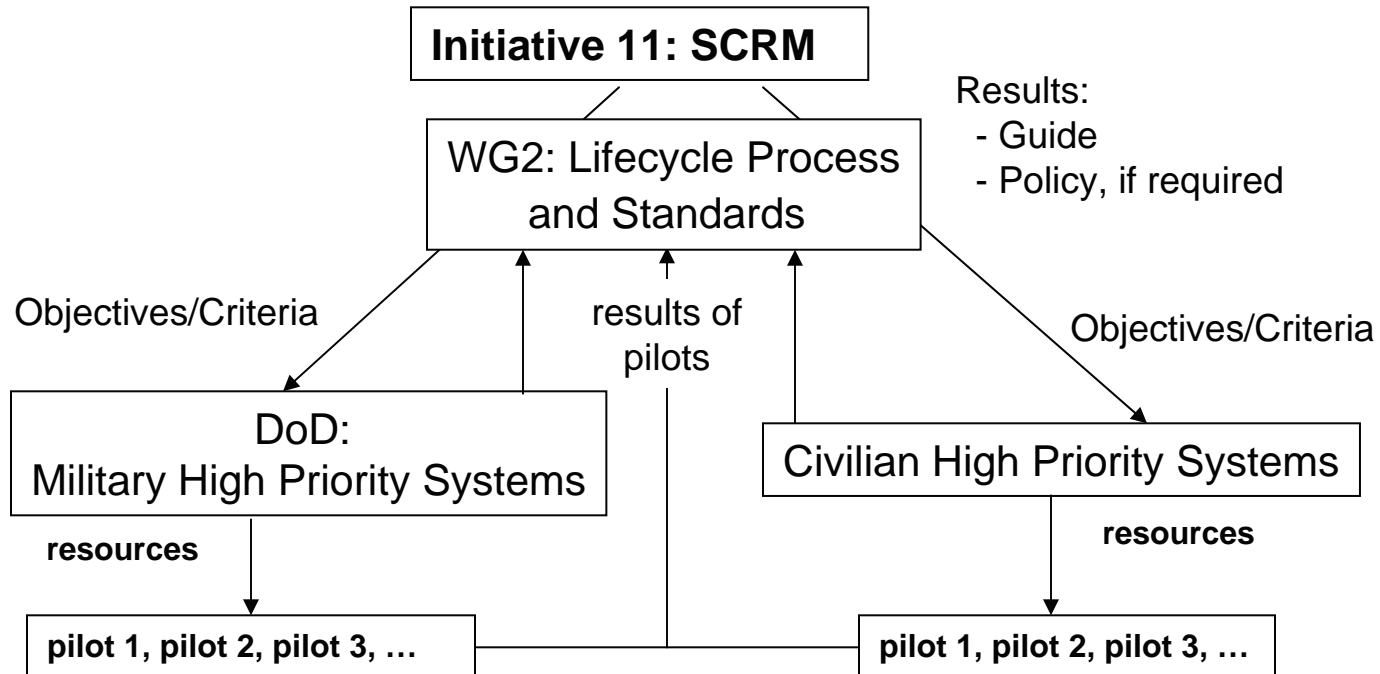 Initiative 11: SCRM
Results:
- Guide
- Policy, if required
WG2: Lifecycle Process
and Standards
Objectives/Criteria
results of
pilots
Objectives/Criteria
DoD:
Military High Priority Systems
Civilian High Priority Systems
resources
resources
pilot 1, pilot 2, pilot 3, …
pilot 1, pilot 2, pilot 3, …